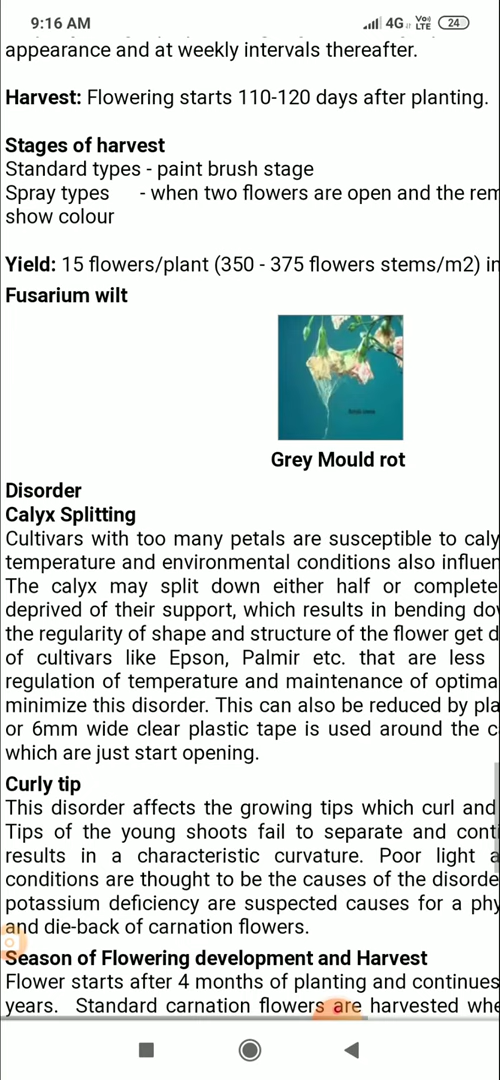 9:16 AM 4G Vo) LTE 24
appearance and at weekly intervals thereafter.
Harvest: Flowering starts 110-120 days after planting.
Stages of harvest
Standard types - paint brush stage
Spray types - when two flowers are open and the rem
show colour
Yield: 15 flowers/plant (350 - 375 flowers stems/m2) in
Fusarium wilt
Grey Mould rot
Disorder
Calyx Splitting
Cultivars with too many petals are susceptible to caly
temperature and environmental conditions also influen
The calyx may split down either half or complete
deprived of their support, which results in bending dow
the regularity of shape and structure of the flower get d
of cultivars like Epson, Palmir etc. that are less
regulation of temperature and maintenance of optima
minimize this disorder. This can also be reduced by pla
or 6mm wide clear plastic tape is used around the c
which are just start opening.
Curly tip
This disorder affects the growing tips which curl and
Tips of the young shoots fail to separate and conti
results in a characteristic curvature. Poor light a
conditions are thought to be the causes of the disorde
potassium deficiency are suspected causes for a phy
and die-back of carnation flowers.
Season of Flowering development and Harvest
Flower starts after 4 months of planting and continues
years. Standard carnation flowers are harvested whe